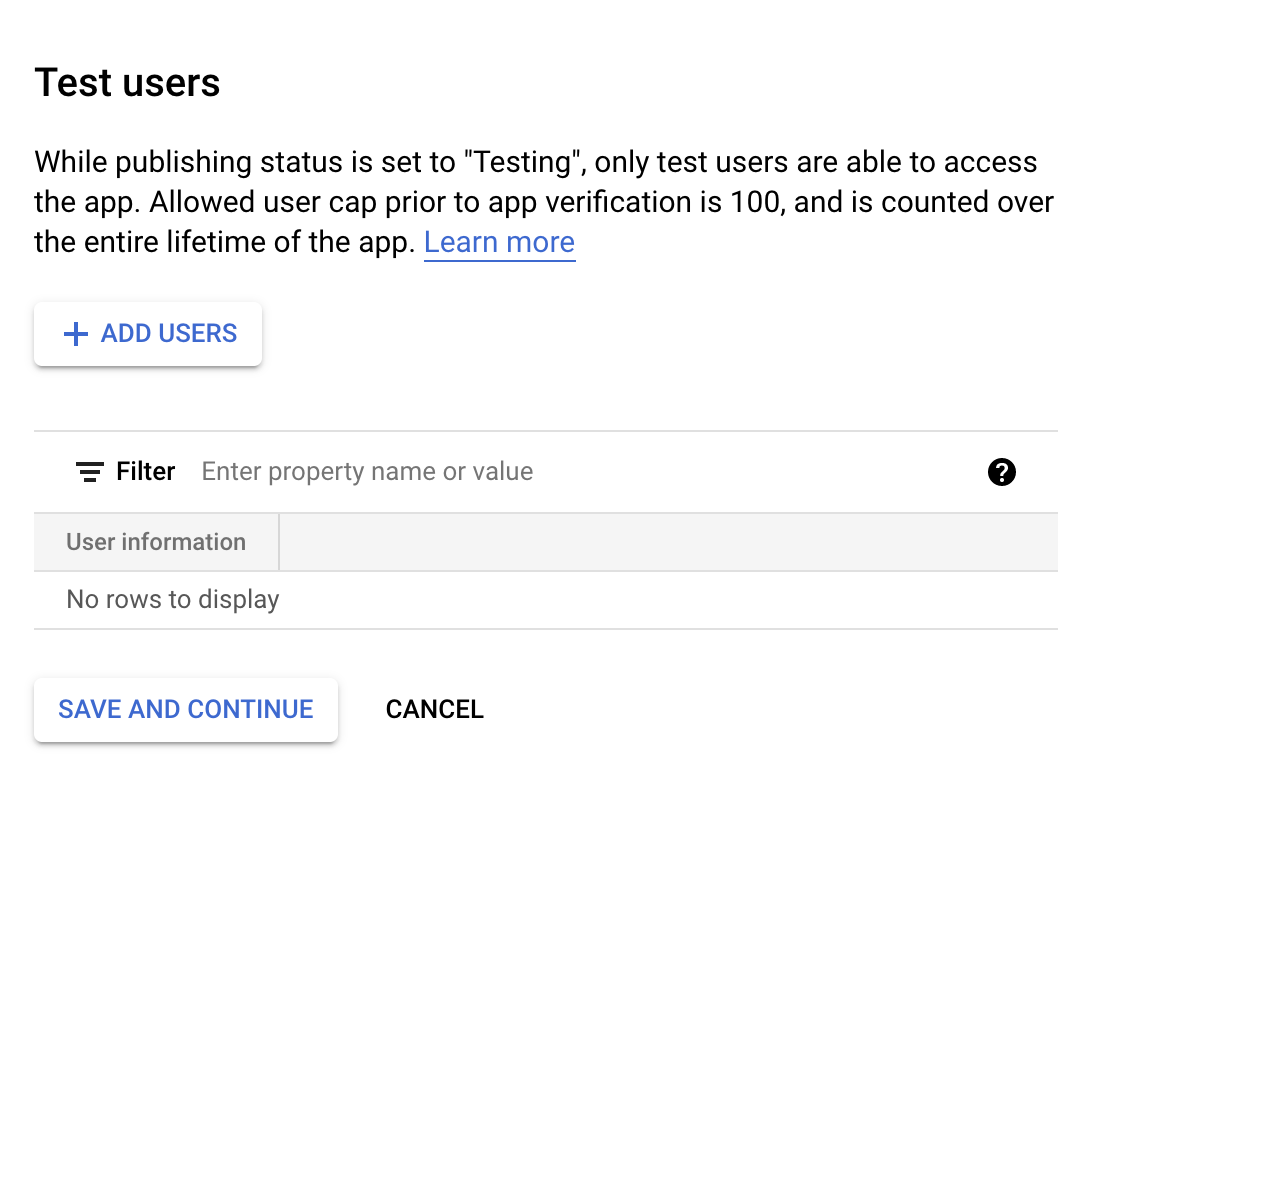 Test users
While publishing status is set to "Testing", only test users are able to access
the app. Allowed user cap prior to app verification is 100, and is counted over
the entire lifetime of the app. Learn more
ADD USERS
Filter Enter property name or value
User information
No rows to display
SAVE AND CONTINUE CANCEL